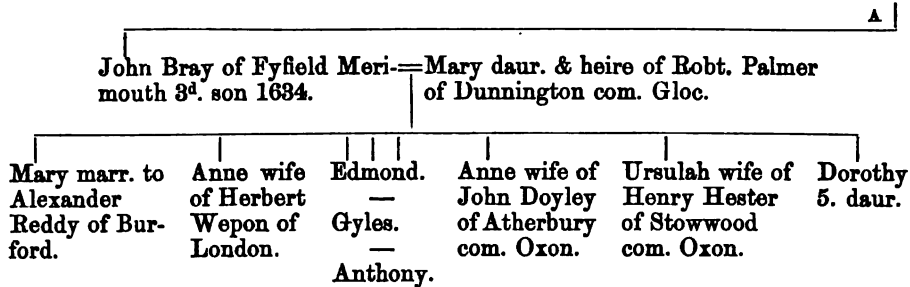 A
John Bray of Fyfield Meri-=Mary daur. & heire of Robt. Palmer
mouth 3d. son 1634. of Dunnington com. Gloc.
Mary marr. to
Alexander
Reddy of Bur-
ford.
Anne wife
of Herbert
Wepon of
London.
Edmond.
—
Gyles.
—
Anthony.
Anne wife of
John Doyley
of Atherbury
com. Oxon.
Ursulah wife of
Henry Hester
of Stowwood
com. Oxon.
Dorothy
5. daur.